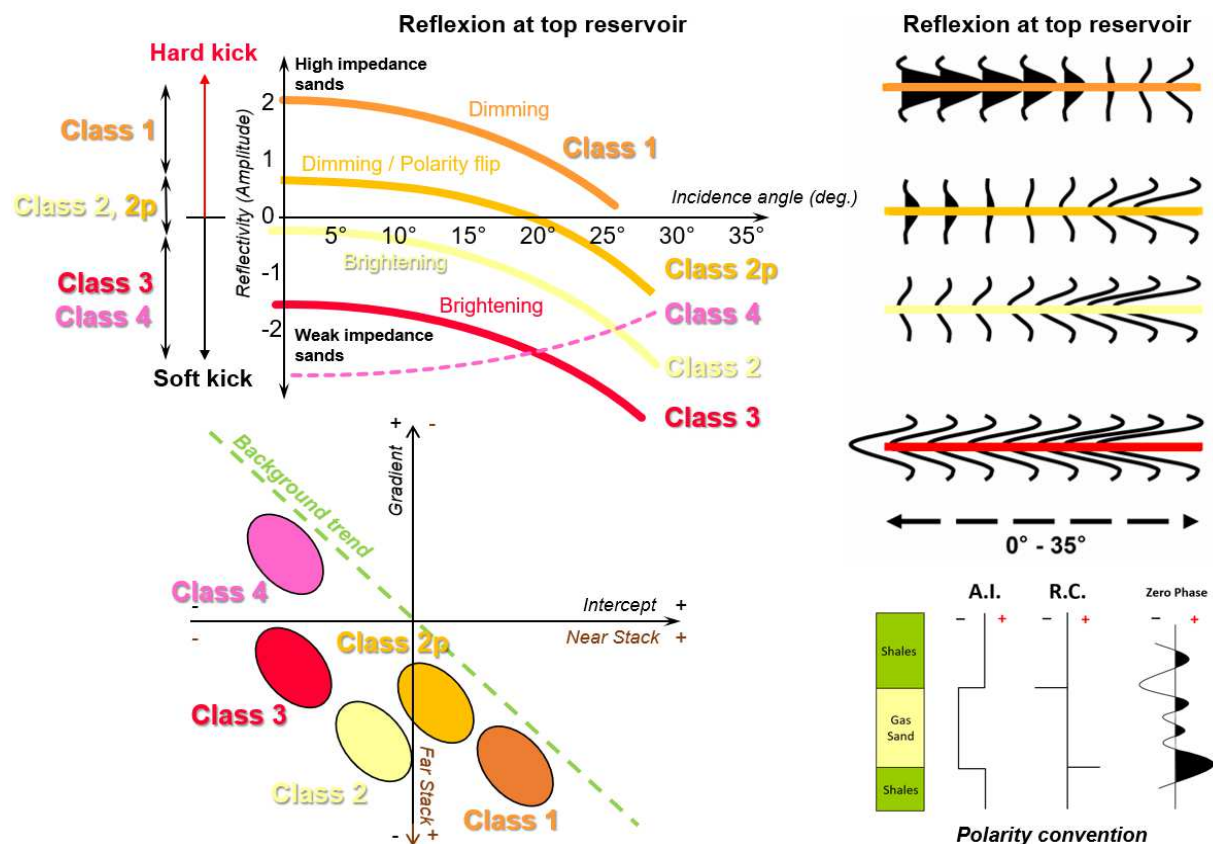 Reflexion at top reservoir
Hard kick
High impedance
sands
Reflectivity (Amplitude)
2
1
0
-1
-2
Dimming
Class 1
Class 1
Dimming / Polarity flip
Incidence angle (deg.)
Class 2, 2p
5° 10° 15° 20° 25° 30° 35°
Brightening
Class 2p
Class 3
Class 4
Brightening
Class 4
Weak impedance
sands
Class 2
Soft kick
Class 3
Reflexion at top reservoir
0° - 35°
+ -
Gradient
Background trend
Class 4
- Intercept +
- Near Stack +
Class 2p
Class 3
Class 2
Far Stack
- +
Class 1
A.I. R.C. Zero Phase
- + - + - +
Shales
Gas
Sand
Shales
Polarity convention